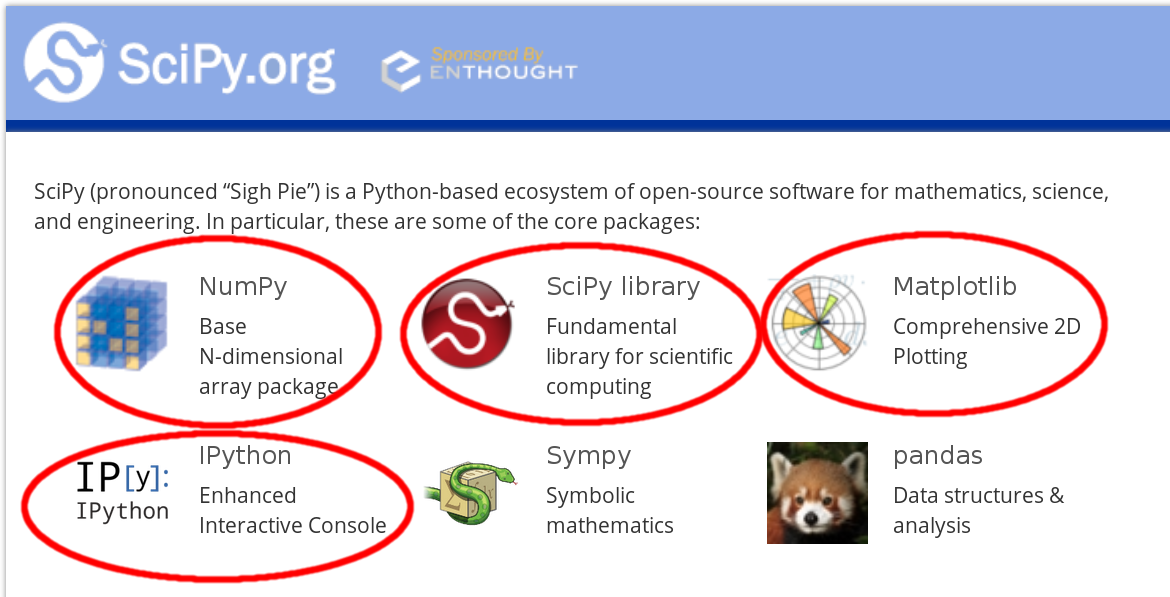 SciPy.org
Sponsored By
ENTHOUGHT
SciPy (pronounced “Sigh Pie”) is a Python-based ecosystem of open-source software for mathematics, science,
and engineering. In particular, these are some of the core packages:
NumPy
Base
N-dimensional
array package
SciPy library
Fundamental
library for scientific
computing
Matplotlib
Comprehensive 2D
Plotting
IP[y]:
IPython
IPython
Enhanced
Interactive Console
Sympy
Symbolic
mathematics
pandas
Data structures &
analysis